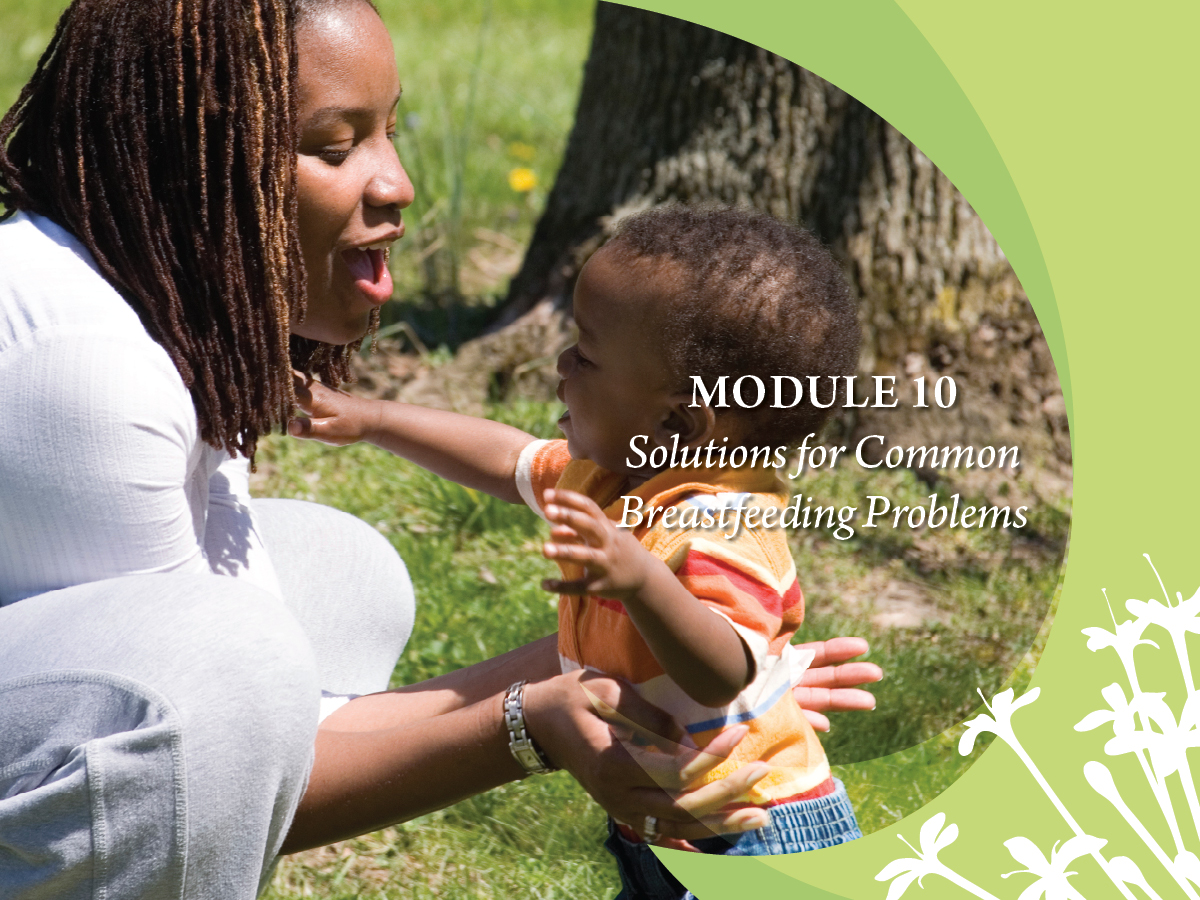 MODULE 10
Solutions for Common
Breastfeeding Problems